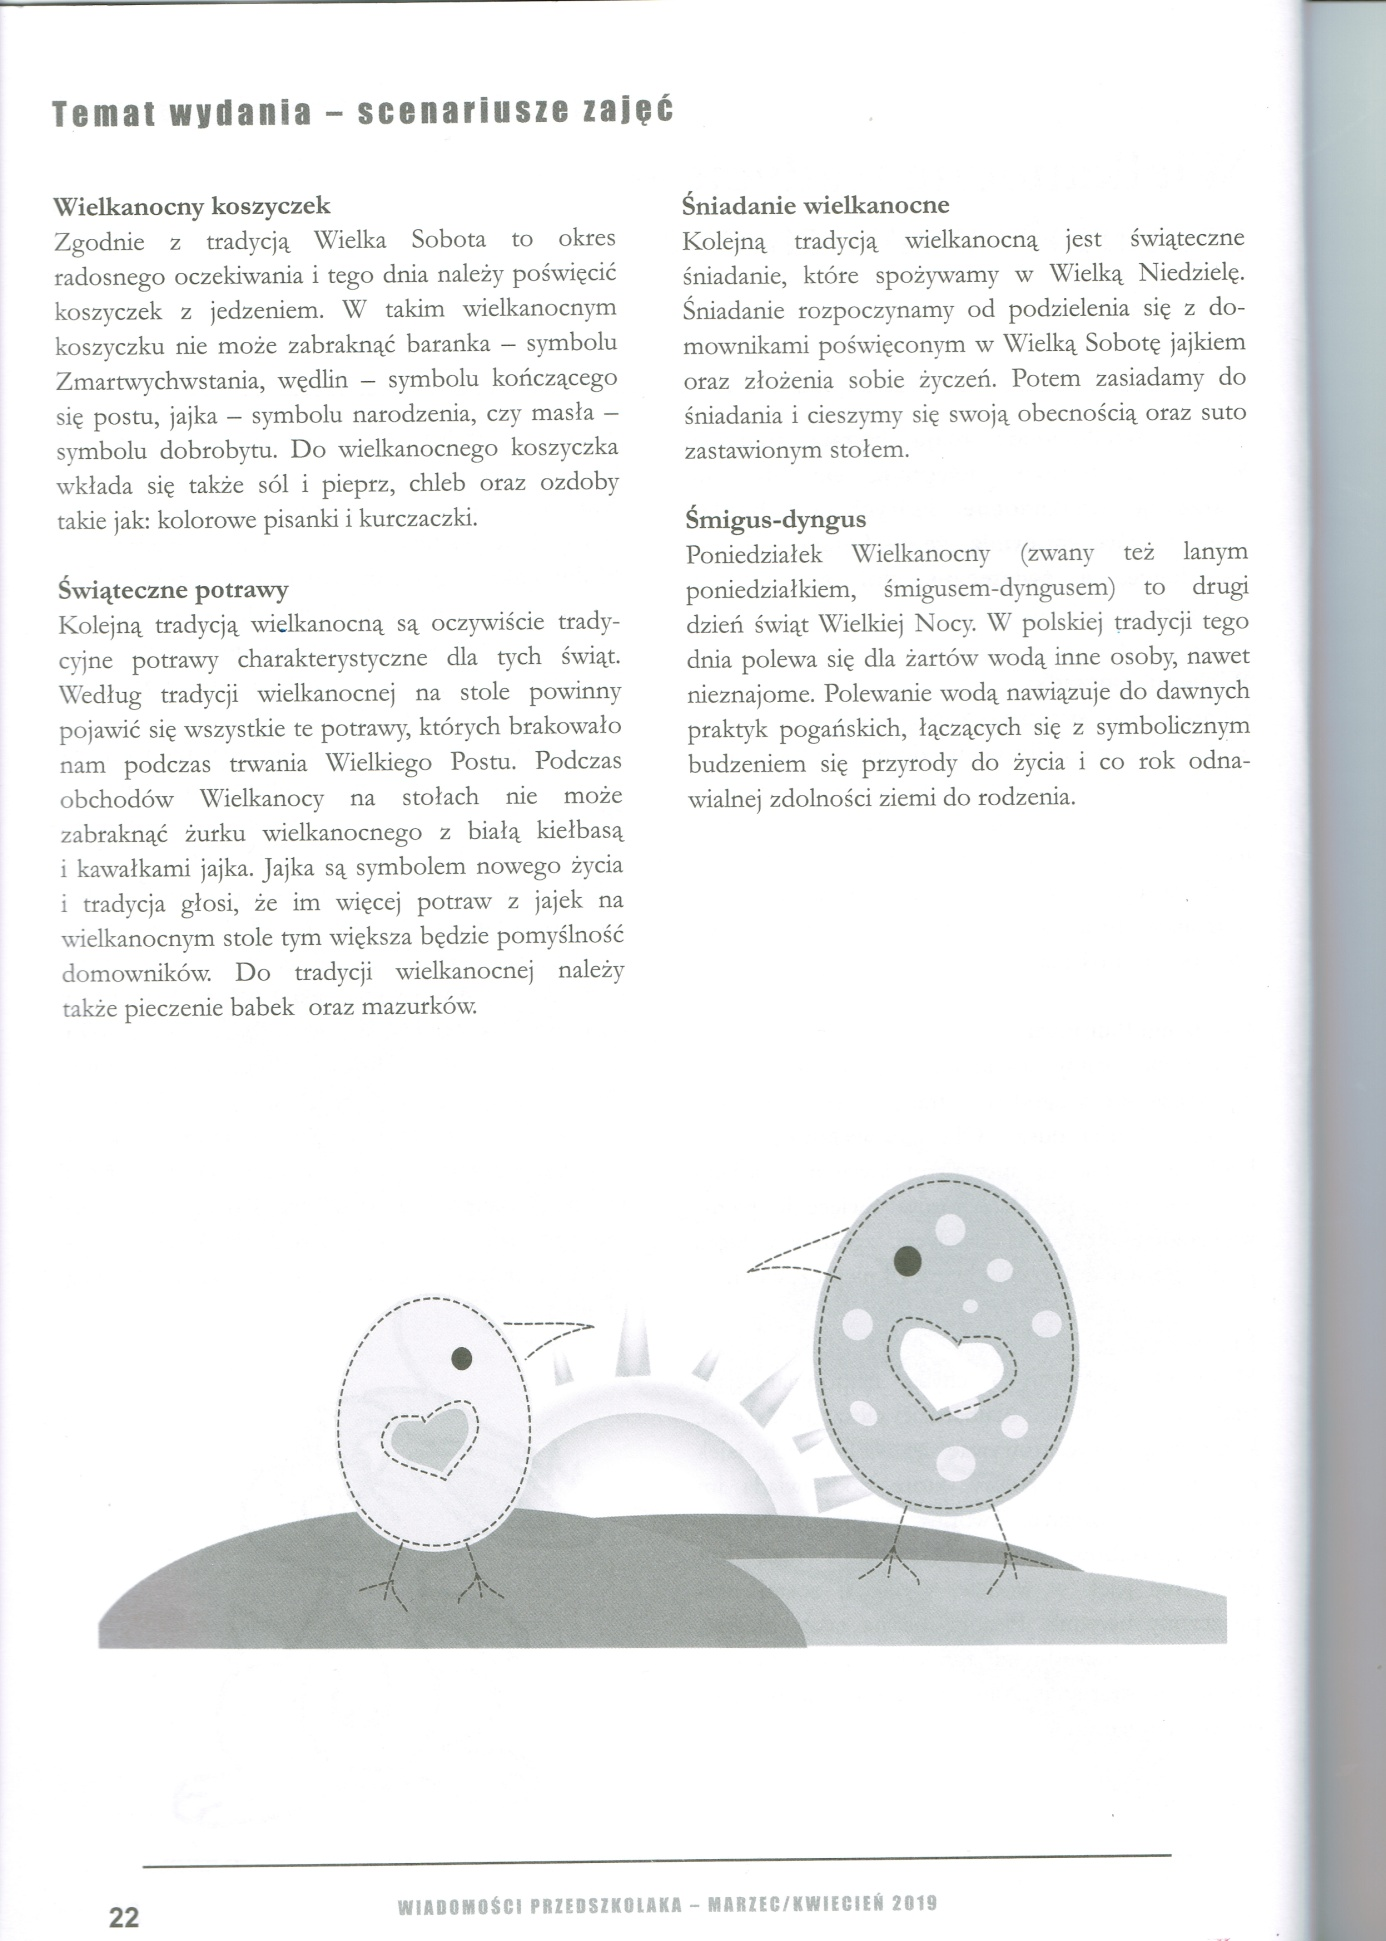 Temat wydania – scenariusze zajęć
Wielkanocny koszyczek
Zgodnie z tradycją Wielka Sobota to okres
radosnego oczekiwania i tego dnia należy poświęcić
koszyczek z jedzeniem. W takim wielkanocnym
koszyczku nie może zabraknąć baranka – symbolu
Zmartwychwstania, wędlin – symbolu kończącego
się postu, jajka – symbolu narodzenia, czy masła –
symbolu dobrobytu. Do wielkanocnego koszyczka
wkłada się także sól i pieprz, chleb oraz ozdoby
takie jak: kolorowe pisanki i kurczaczki.
Świąteczne potrawy
Kolejną tradycją wielkanocną są oczywiście trady-
cyjne potrawy charakterystyczne dla tych świąt.
Według tradycji wielkanocnej na stole powinny
pojawić się wszystkie te potrawy, których brakowało
nam podczas trwania Wielkiego Postu. Podczas
obchodów Wielkanocy na stołach nie może
zabraknąć żurku wielkanocnego z białą kiełbasą
i kawałkami jajka. Jajka są symbolem nowego życia
i tradycja głosi, że im więcej potraw z jajek na
wielkanocnym stole tym większa będzie pomyślność
domowników. Do tradycji wielkanocnej należy
także pieczenie babek oraz mazurków.
Śniadanie wielkanocne
Kolejną tradycją wielkanocną jest świąteczne
śniadanie, które spożywamy w Wielką Niedzielę.
Śniadanie rozpoczynamy od podzielenia się z do-
mownikami poświęconym w Wielką Sobotę jajkiem
oraz złożenia sobie życzeń. Potem zasiadamy do
śniadania i cieszymy się swoją obecnością oraz suto
zastawionym stołem.
Śmigus-dyngus
Poniedziałek Wielkanocny (zwany też lanym
poniedziałkiem, śmigusem-dyngusem) to drugi
dzień świąt Wielkiej Nocy. W polskiej tradycji tego
dnia polewa się dla żartów wodą inne osoby, nawet
nieznajome. Polewanie wodą nawiązuje do dawnych
praktyk pogańskich, łączących się z symbolicznym
budzeniem się przyrody do życia i co rok odna-
wialnej zdolności ziemi do rodzenia.
22
WIADOMOŚCI PRZEDSZKOLAKA – MARZEC/KWIECIEŃ 2019